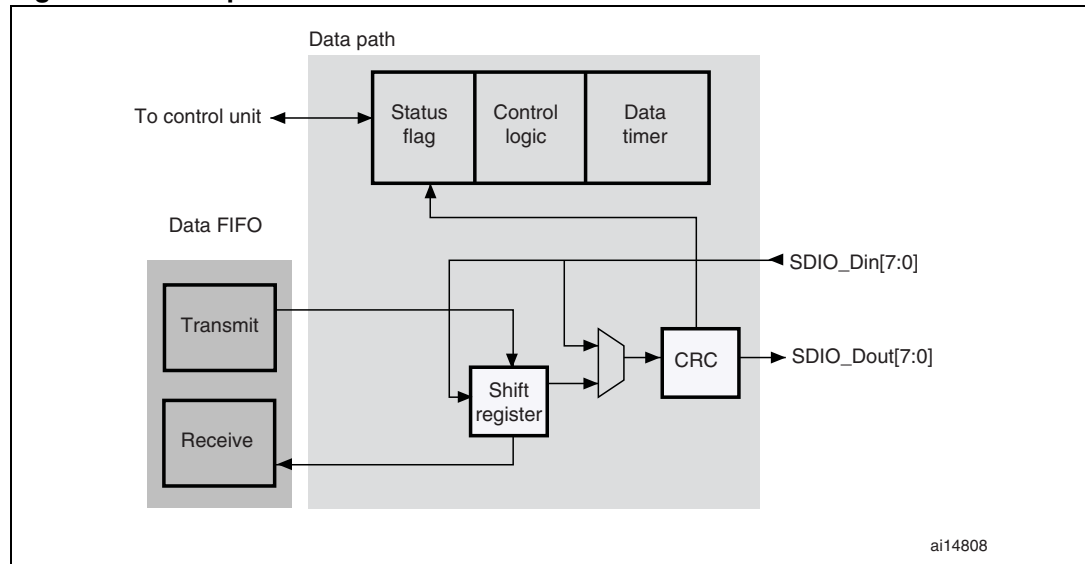 Data path
To control unit
Status
flag
Control
logic
Data
timer
Data FIFO
SDIO_Din[7:0]
Transmit
SDIO_Dout[7:0]
CRC
Shift
register
Receive
ai14808